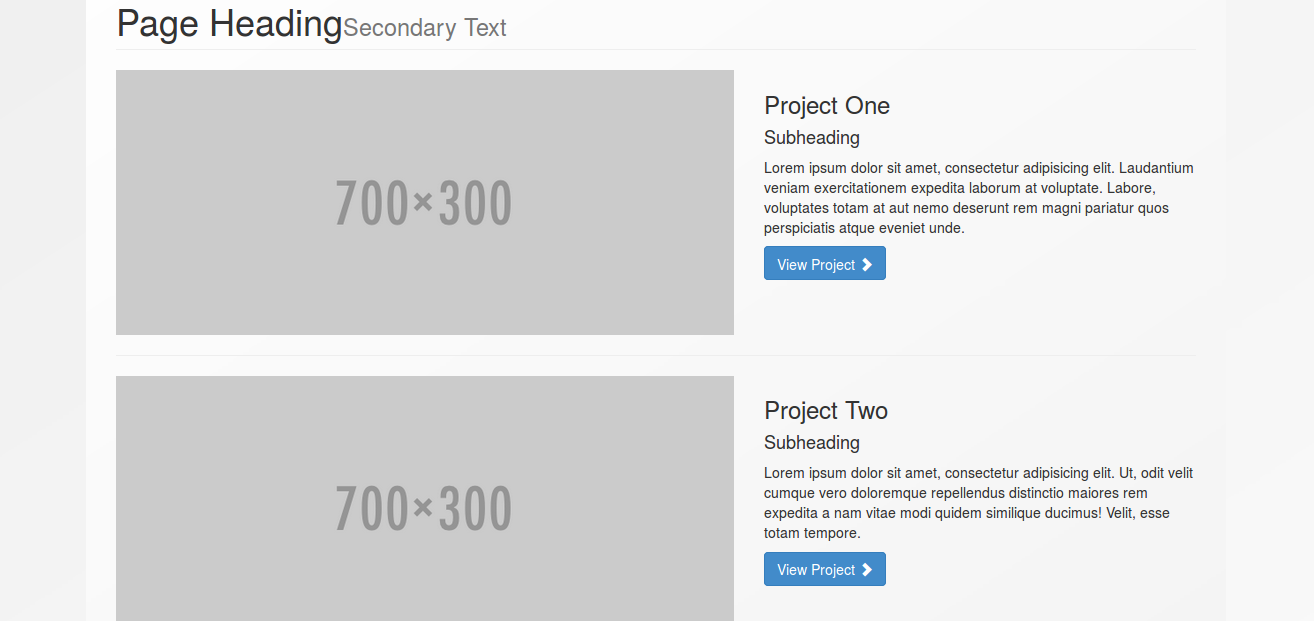 Page Heading Secondary Text
700×300
Project One
Subheading
Lorem ipsum dolor sit amet, consectetur adipisicing elit. Laudantium
veniam exercitationem expedita laborum at voluptate. Labore,
voluptates totam at aut nemo deserunt rem magni pariatur quos
perspiciatis atque eveniet unde.
View Project
700×300
Project Two
Subheading
Lorem ipsum dolor sit amet, consectetur adipisicing elit. Ut, odit velit
cumque vero doloremque repellendus distinctio maiores rem
expedita a nam vitae modi quidem similique ducimus! Velit, esse
totam tempore.
View Project